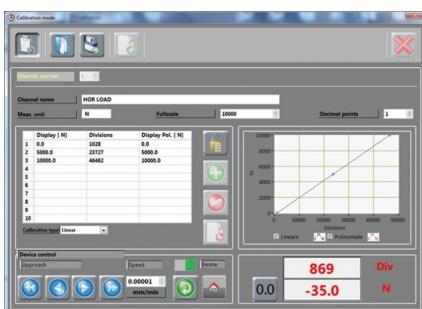 Calibration mode
Channel number 1
Channel name HOR LOAD
Meas. unit N Fullscale 10000 Decimal points 1
Display [ N] Divisions Display Pol. [ N]
1 0.0 1028 0.0
2 5000.0 23727 5000.0
3 10000.0 46462 10000.0
4
5
6
7
8
9
10
Calibration type Linear
10000
8000
6000
4000
2000
0
N
0 10000 20000 30000 40000 50000
Divisions
Lineare Polinomiale
Device control
Approach Speed Home
0.00001
mm/min
0.0
869 Div
-35.0 N